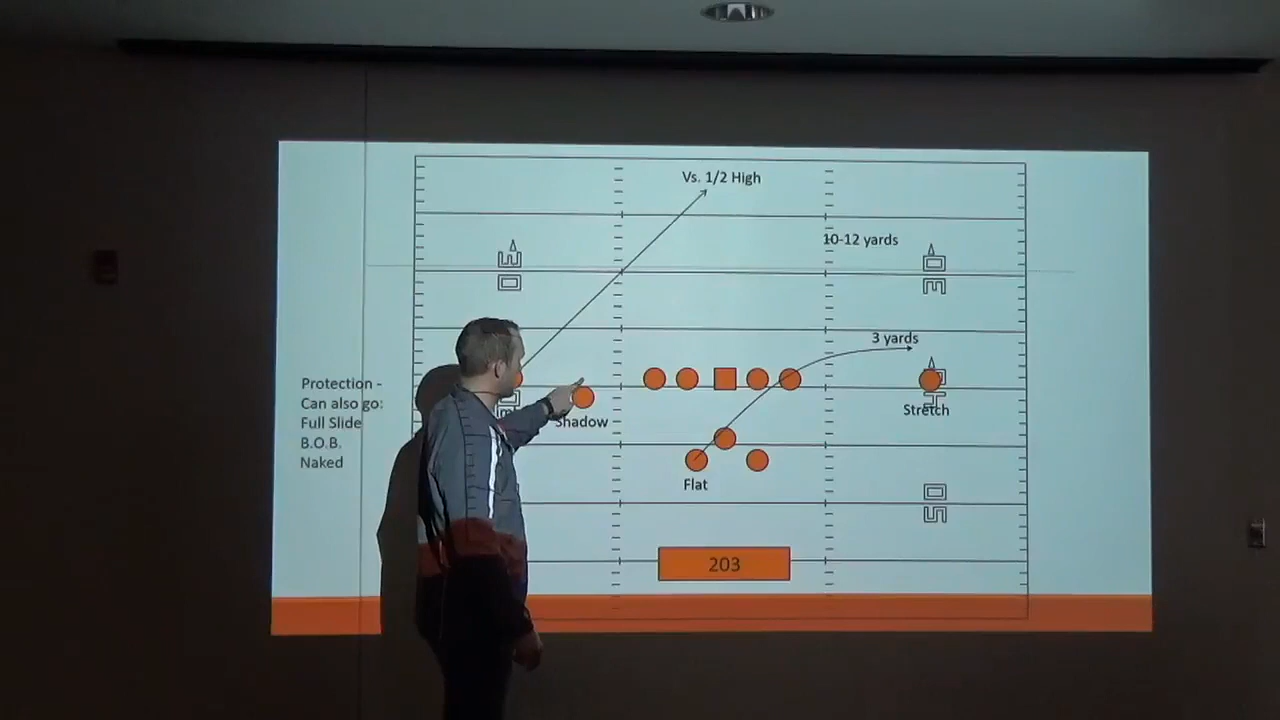 Vs. 1/2 High
10-12 yards
3 yards
Protection -
Can also go:
Full Slide
B.O.B.
Naked
Shadow
Stretch
Flat
203